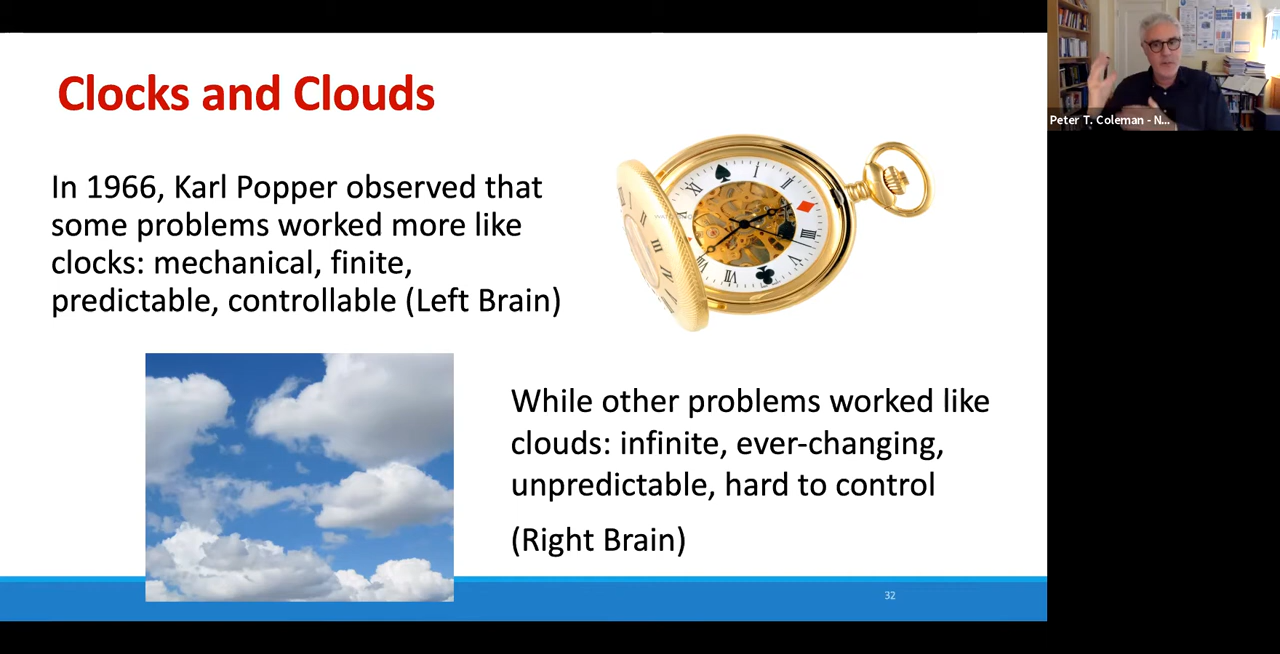 Clocks and Clouds
In 1966, Karl Popper observed that
some problems worked more like
clocks: mechanical, finite,
predictable, controllable (Left Brain)
While other problems worked like
clouds: infinite, ever-changing,
unpredictable, hard to control
(Right Brain)
32
Peter T. Coleman - N...